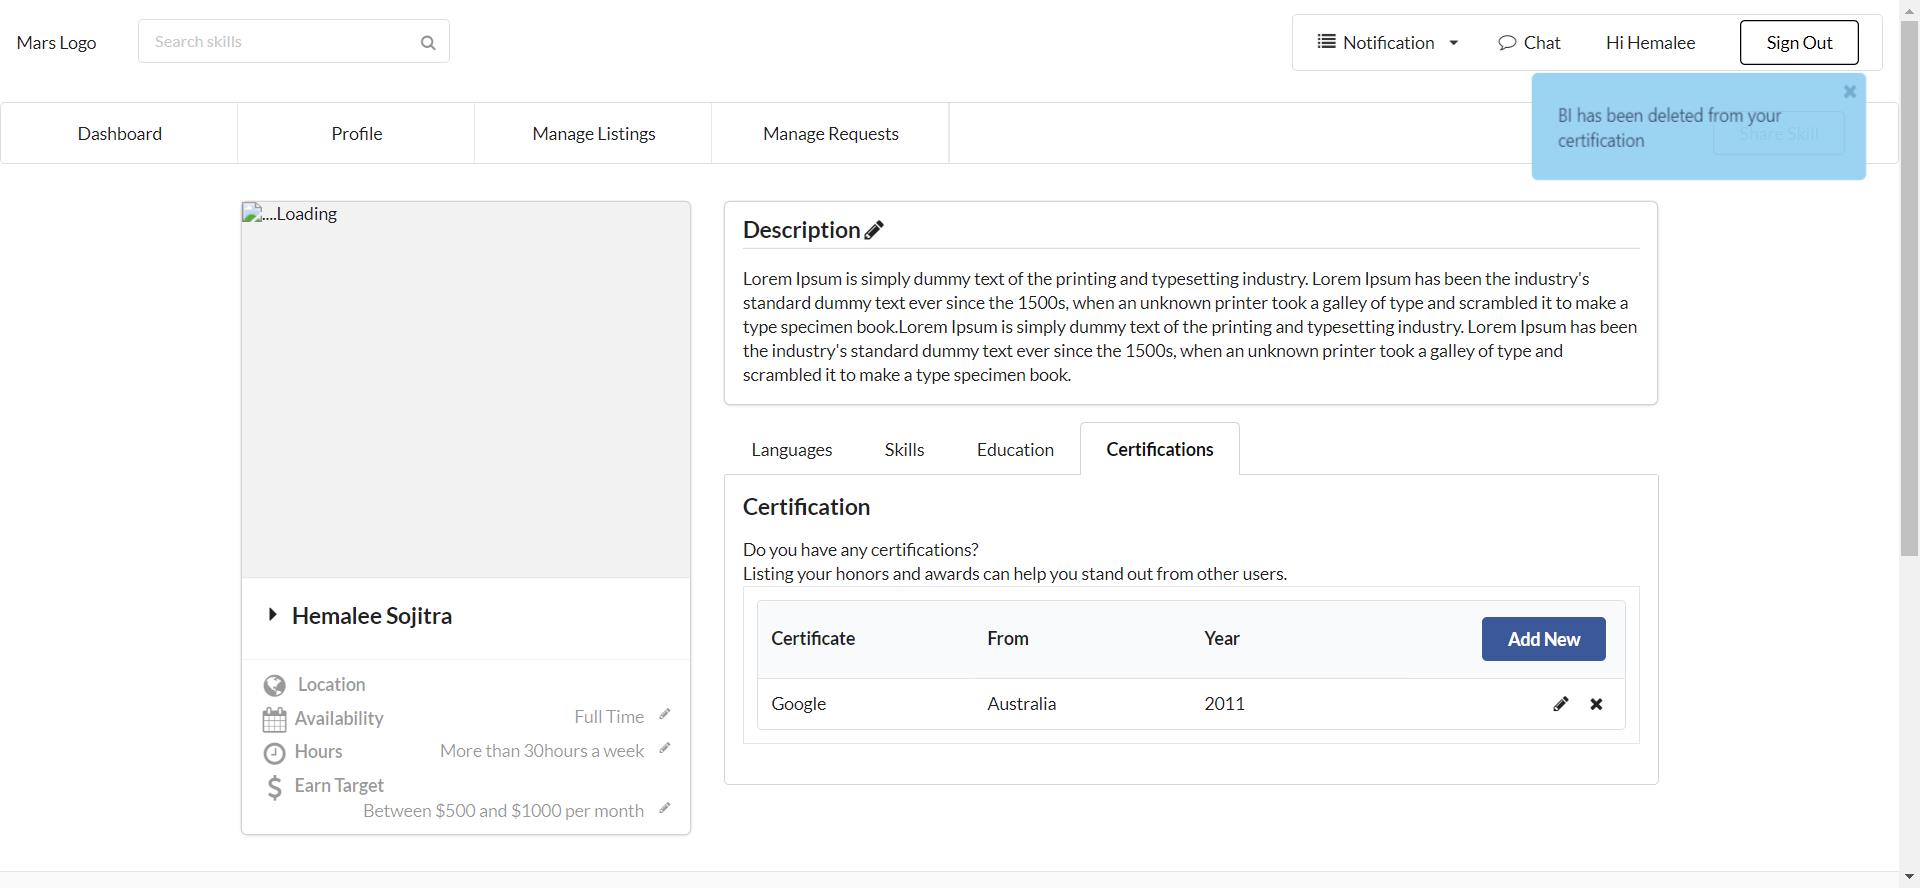 Mars Logo
Search skills
Notification
Chat
Hi Hemalee
Sign Out
Dashboard
Profile
Manage Listings
Manage Requests
Share Skill
BI has been deleted from your
certification
....Loading
Hemalee Sojitra
Location
Availability
Full Time
Hours
More than 30hours a week
Earn Target
Between $500 and $1000 per month
Description
Lorem Ipsum is simply dummy text of the printing and typesetting industry. Lorem Ipsum has been the industry's
standard dummy text ever since the 1500s, when an unknown printer took a galley of type and scrambled it to make a
type specimen book.Lorem Ipsum is simply dummy text of the printing and typesetting industry. Lorem Ipsum has been
the industry's standard dummy text ever since the 1500s, when an unknown printer took a galley of type and
scrambled it to make a type specimen book.
Languages
Skills
Education
Certifications
Certification
Do you have any certifications?
Listing your honors and awards can help you stand out from other users.
Certificate From Year Add New
Google Australia 2011